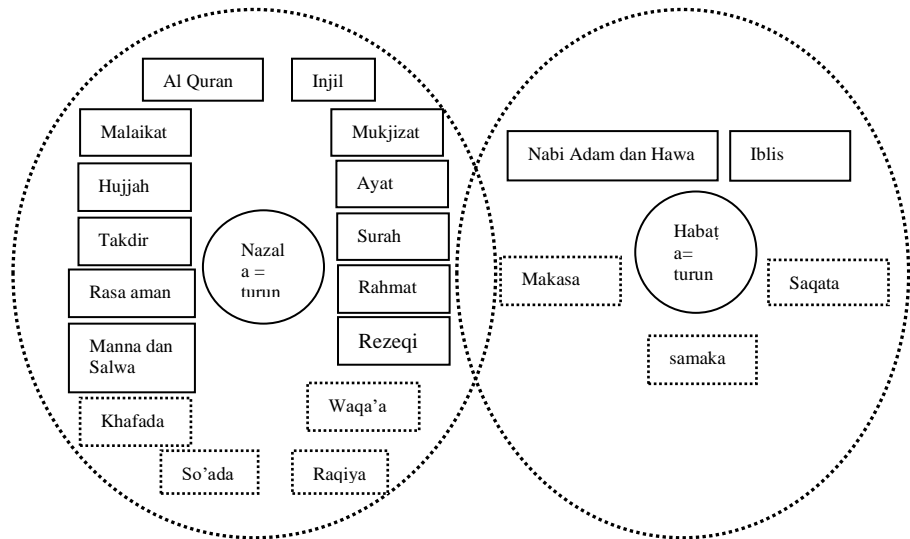 Al Quran
Injil
Malaikat
Mukjizat
Hujjah
Ayat
Takdir
Surah
Nazal
a =
turun
Rasa aman
Rahmat
Manna dan
Salwa
Rezeqi
Khafada
Waqa’a
So’ada
Raqiya
Nabi Adam dan Hawa
Iblis
Habaṭ
a=
turun
Makasa
Saqata
samaka